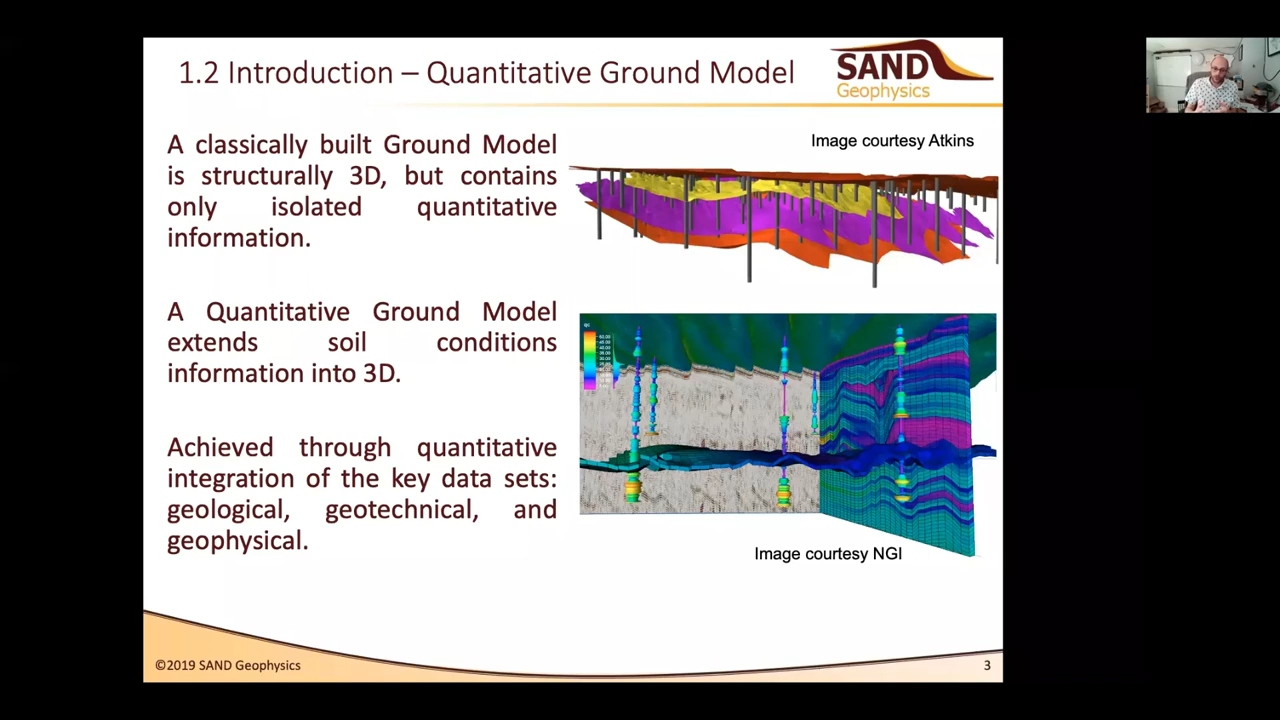 1.2 Introduction – Quantitative Ground Model
SAND
Geophysics
A classically built Ground Model
is structurally 3D, but contains
only isolated quantitative
information.
A Quantitative Ground Model
extends soil conditions
information into 3D.
Achieved through quantitative
integration of the key data sets:
geological, geotechnical, and
geophysical.
Image courtesy Atkins
Image courtesy NGI
©2019 SAND Geophysics
3